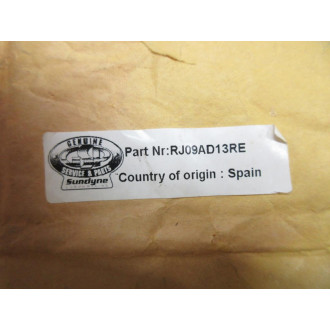 GENUINE
SERVICE & PARTS
Sundyne
Part Nr:RJ09AD13RE
Country of origin : Spain